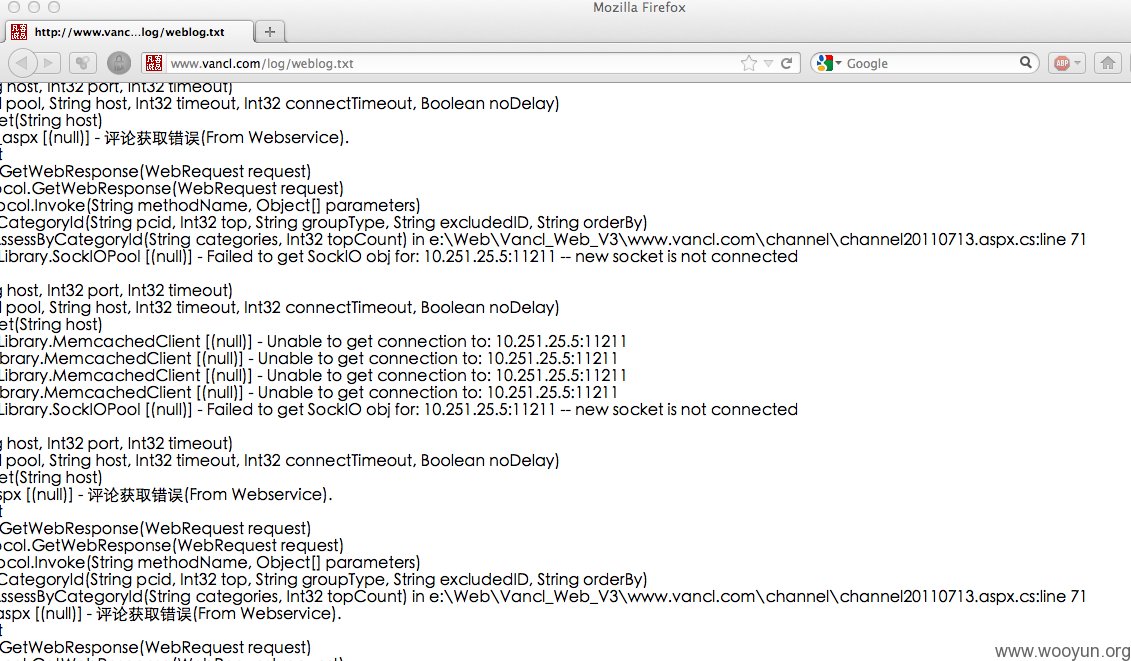 Mozilla Firefox
http://www.vanc...log/weblog.txt
www.vancl.com/log/weblog.txt
Google
ABP
g host, Int32 port, Int32 timeout)
l pool, String host, Int32 timeout, Int32 connectTimeout, Boolean noDelay)
et(String host)
_aspx [(null)] - 评论获取错误(From Webservice).
t
.GetWebResponse(WebRequest request)
ocol.GetWebResponse(WebRequest request)
ocol.Invoke(String methodName, Object[] parameters)
CategoryId(String pcid, Int32 top, String groupType, String excludedID, String orderBy)
AssessByCategoryId(String categories, Int32 topCount) in e:\Web\Vancl_Web_V3\www.vancl.com\channel\channel20110713.aspx.cs:line 71
Library.SockIOPool [(null)] - Failed to get SockIO obj for: 10.251.25.5:11211 -- new socket is not connected
g host, Int32 port, Int32 timeout)
l pool, String host, Int32 timeout, Int32 connectTimeout, Boolean noDelay)
et(String host)
Library.MemcachedClient [(null)] - Unable to get connection to: 10.251.25.5:11211
ibrary.MemcachedClient [(null)] - Unable to get connection to: 10.251.25.5:11211
Library.MemcachedClient [(null)] - Unable to get connection to: 10.251.25.5:11211
ibrary.MemcachedClient [(null)] - Unable to get connection to: 10.251.25.5:11211
Library.SockIOPool [(null)] - Failed to get SockIO obj for: 10.251.25.5:11211 -- new socket is not connected
g host, Int32 port, Int32 timeout)
l pool, String host, Int32 timeout, Int32 connectTimeout, Boolean noDelay)
et(String host)
spx [(null)] - 评论获取错误(From Webservice).
t
.GetWebResponse(WebRequest request)
ocol.GetWebResponse(WebRequest request)
ocol.Invoke(String methodName, Object[] parameters)
CategoryId(String pcid, Int32 top, String groupType, String excludedID, String orderBy)
AssessByCategoryId(String categories, Int32 topCount) in e:\Web\Vancl_Web_V3\www.vancl.com\channel\channel20110713.aspx.cs:line 71
aspx [(null)] - 评论获取错误(From Webservice).
t
.GetWebResponse(WebRequest request)
www.wooyun.org